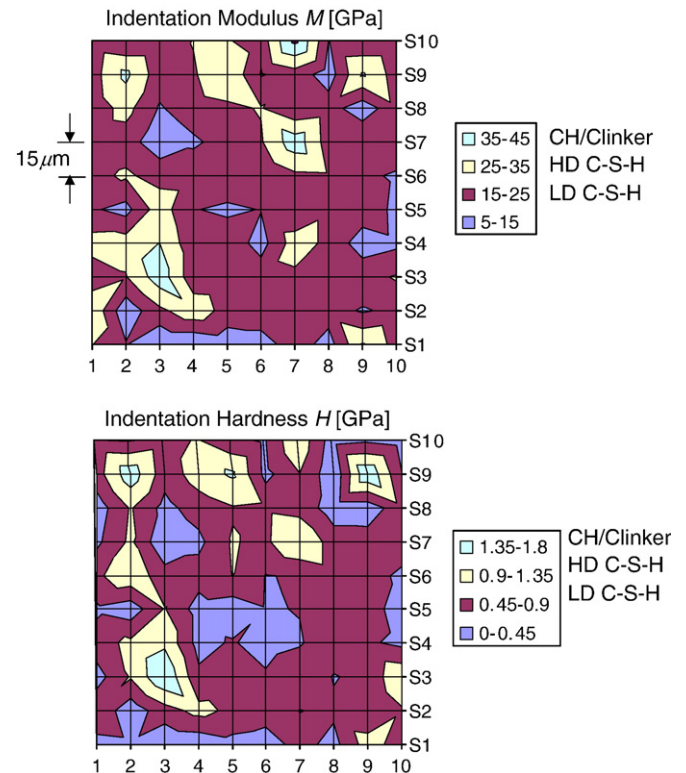 Indentation Modulus M [GPa]
S10
S9
S8
S7
S6
S5
S4
S3
S2
S1
15μm
1 2 3 4 5 6 7 8 9 10
35-45 CH/Clinker
25-35 HD C-S-H
15-25 LD C-S-H
5-15
Indentation Hardness H [GPa]
S10
S9
S8
S7
S6
S5
S4
S3
S2
S1
1 2 3 4 5 6 7 8 9 10
1.35-1.8 CH/Clinker
0.9-1.35 HD C-S-H
0.45-0.9 LD C-S-H
0-0.45